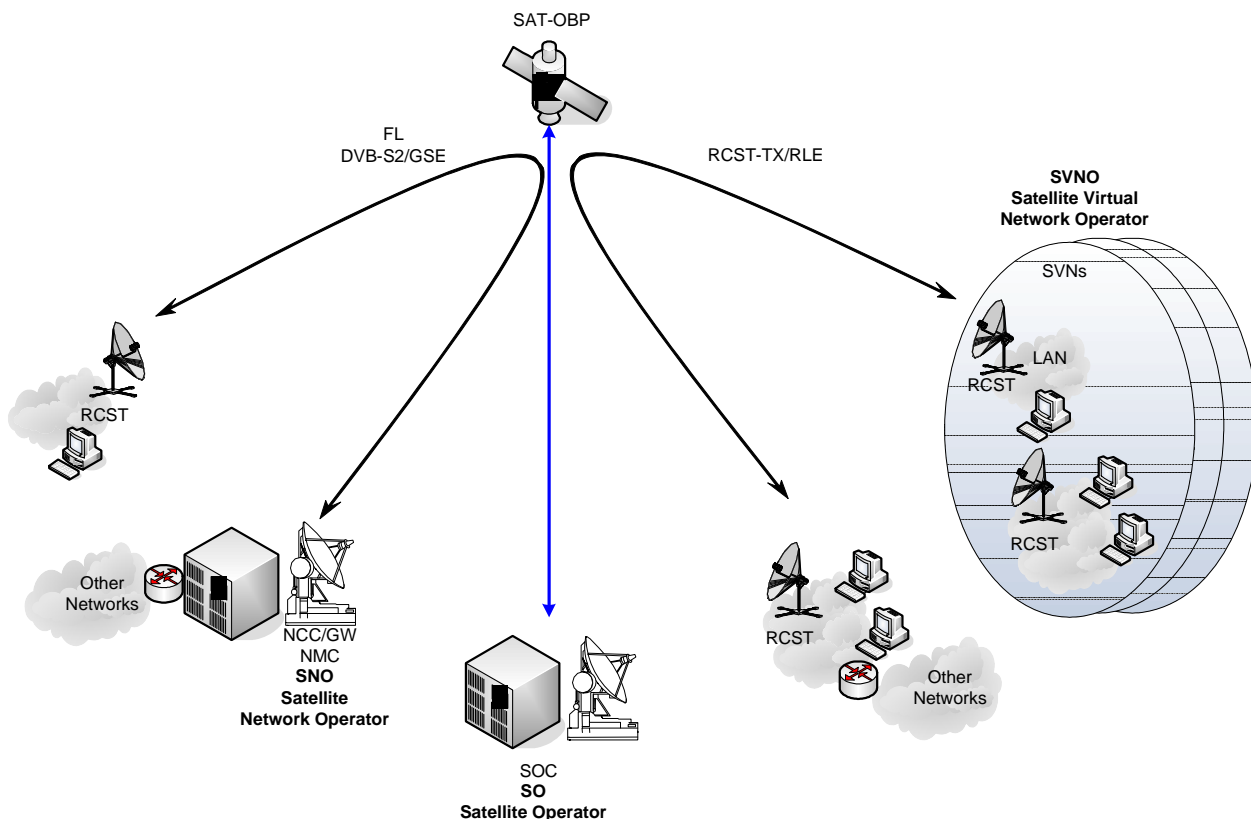 SAT-OBP
FL
DVB-S2/GSE
RCST-TX/RLE
SVNO
Satellite Virtual
Network Operator
SVNs
LAN
RCST
RCST
RCST
Other
Networks
NCC/GW
NMC
SNO
Satellite
Network Operator
RCST
Other
Networks
SOC
SO
Satellite Operator